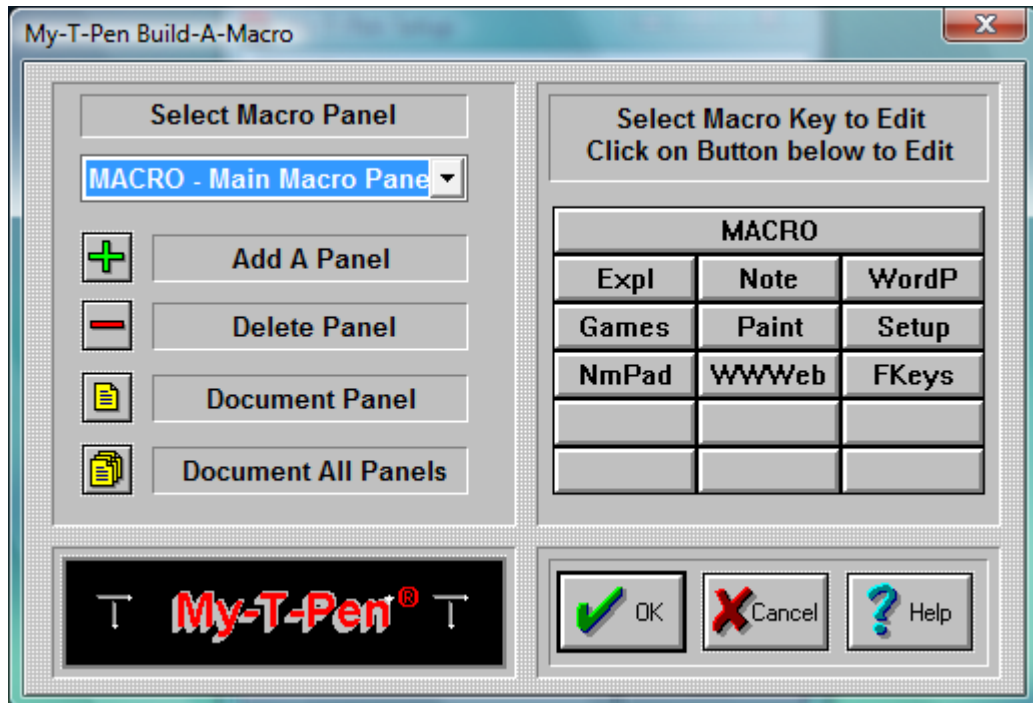 My-T-Pen Build-A-Macro
Select Macro Panel
MACRO - Main Macro Pane
Add A Panel
Delete Panel
Document Panel
Document All Panels
Select Macro Key to Edit
Click on Button below to Edit
MACRO
Expl Note WordP
Games Paint Setup
NmPad WWWeb FKeys
T My-T-Pen® T
OK Cancel Help